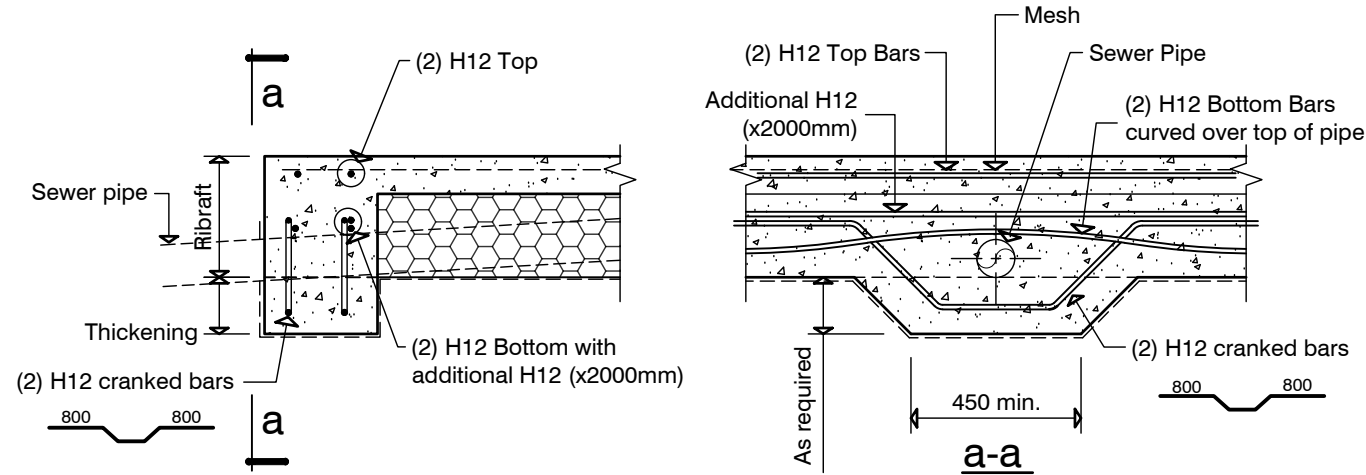 a
(2) H12 Top
Sewer pipe
Ribraft
Thickening
(2) H12 cranked bars
800
800
(2) H12 Bottom with
additional H12 (x2000mm)
a
Mesh
(2) H12 Top Bars
Sewer Pipe
Additional H12
(x2000mm)
(2) H12 Bottom Bars
curved over top of pipe
(2) H12 cranked bars
800
800
As required
450 min.
a-a